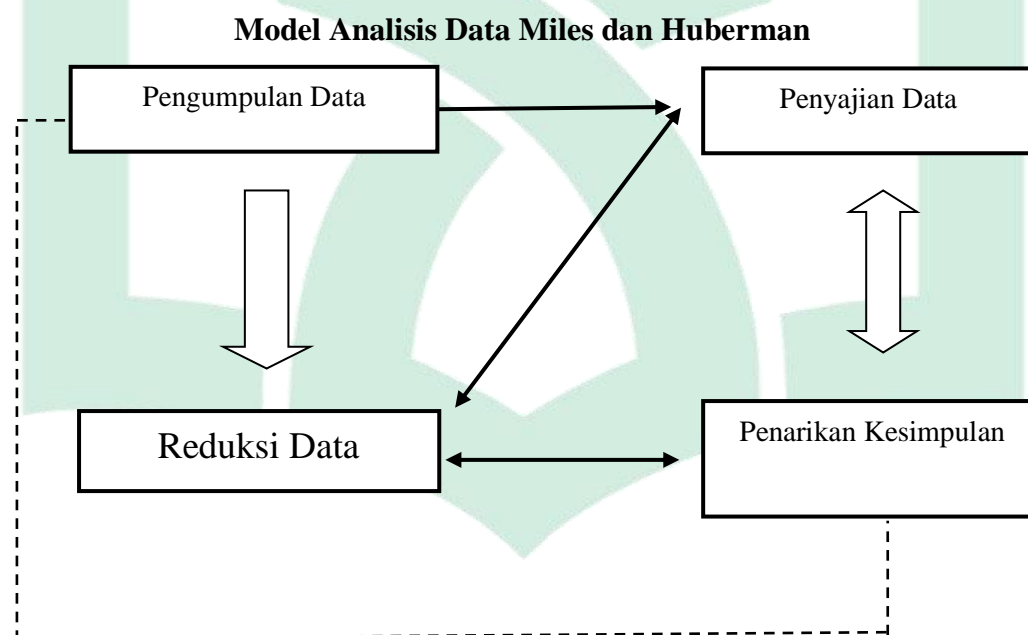 Model Analisis Data Miles dan Huberman
Pengumpulan Data
Penyajian Data
Reduksi Data
Penarikan Kesimpulan